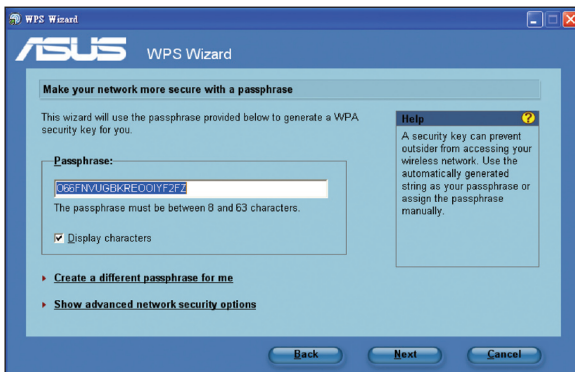 WPS Wizard
ASUS WPS Wizard
Make your network more secure with a passphrase
This wizard will use the passphrase provided below to generate a WPA
security key for you.
Passphrase:
O66FNVUGBKREOOIYF2FZ
The passphrase must be between 8 and 63 characters.
Display characters
Create a different passphrase for me
Show advanced network security options
Help
A security key can prevent
outsider from accessing your
wireless network. Use the
automatically generated
string as your passphrase or
assign the passphrase
manually.
Back Next Cancel